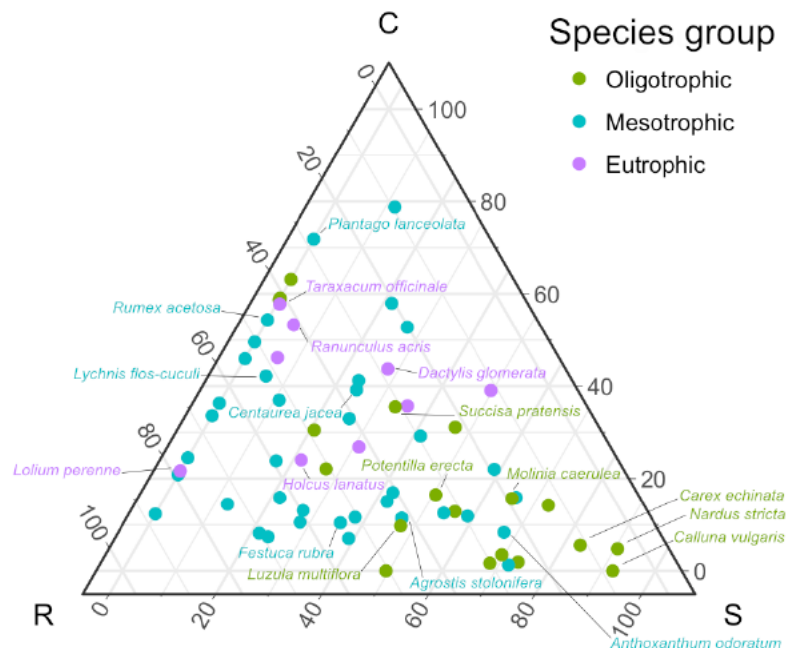 C
Species group
Oligotrophic
Mesotrophic
Eutrophic
0
100
20
80
Plantago lanceolata
40
Taraxacum officinale
60
Rumex acetosa
Ranunculus acris
60
Lychnis flos-cuculi
Dactylis glomerata
40
Centaurea jacea
Succisa pratensis
80
Lolium perenne
Potentilla erecta
Molinia caerulea
20
Holcus lanatus
Carex echinata
Nardus stricta
100
Calluna vulgaris
Festuca rubra
Luzula multiflora
Agrostis stolonifera
0
R
S
0
20
40
60
80
100
Anthoxanthum odoratum